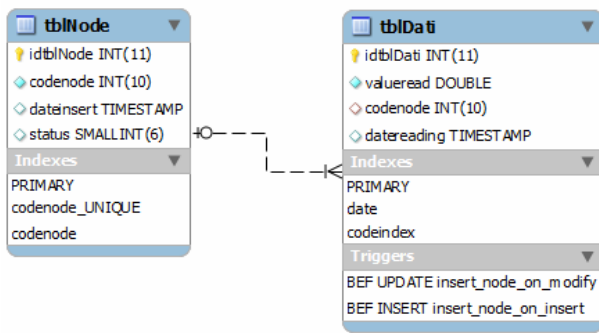 tblNode
idtblNode INT(11)
codenode INT(10)
dateinsert TIMESTAMP
status SMALLINT(6)
Indexes
PRIMARY
codenode_UNIQUE
codenode
tblDati
idtblDati INT(11)
valueread DOUBLE
codenode INT(10)
datereading TIMESTAMP
Indexes
PRIMARY
date
codeindex
Triggers
BEF UPDATE insert_node_on_modify
BEF INSERT insert_node_on_insert